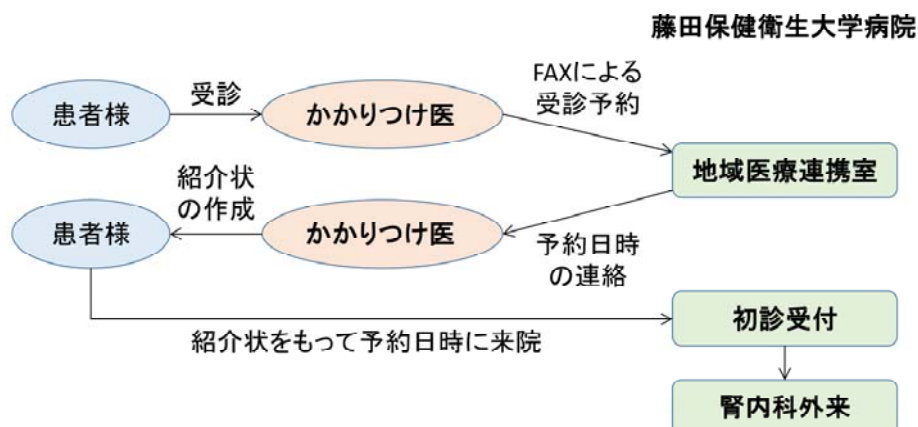 藤田保健衛生大学病院
患者様
受診
かかりつけ医
FAXによる
受診予約
地域医療連携室
患者様
紹介状
の作成
かかりつけ医
予約日時
の連絡
紹介状をもって予約日時に来院
初診受付
腎内科外来